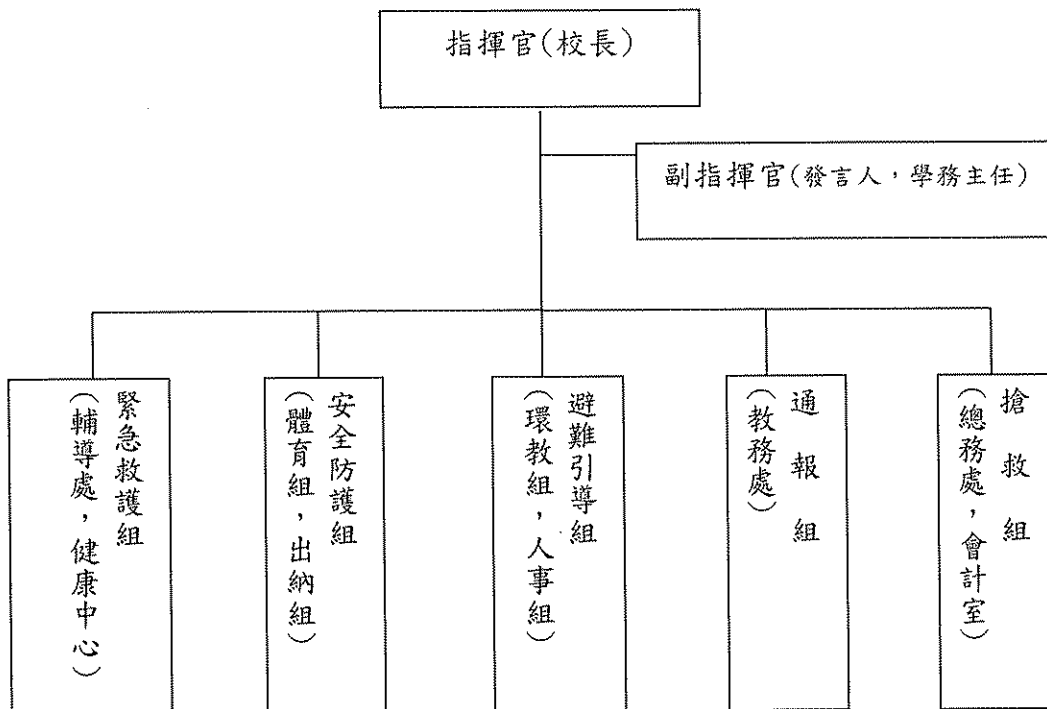 指揮官(校長)
副指揮官(發言人,學務主任)
搶救組
(總務處,會計室)
通報組
(教務處)
避難引導組
(環教組,人事組)
安全防護組
(體育組,出納組)
緊急救護組
(輔導處,健康中心)